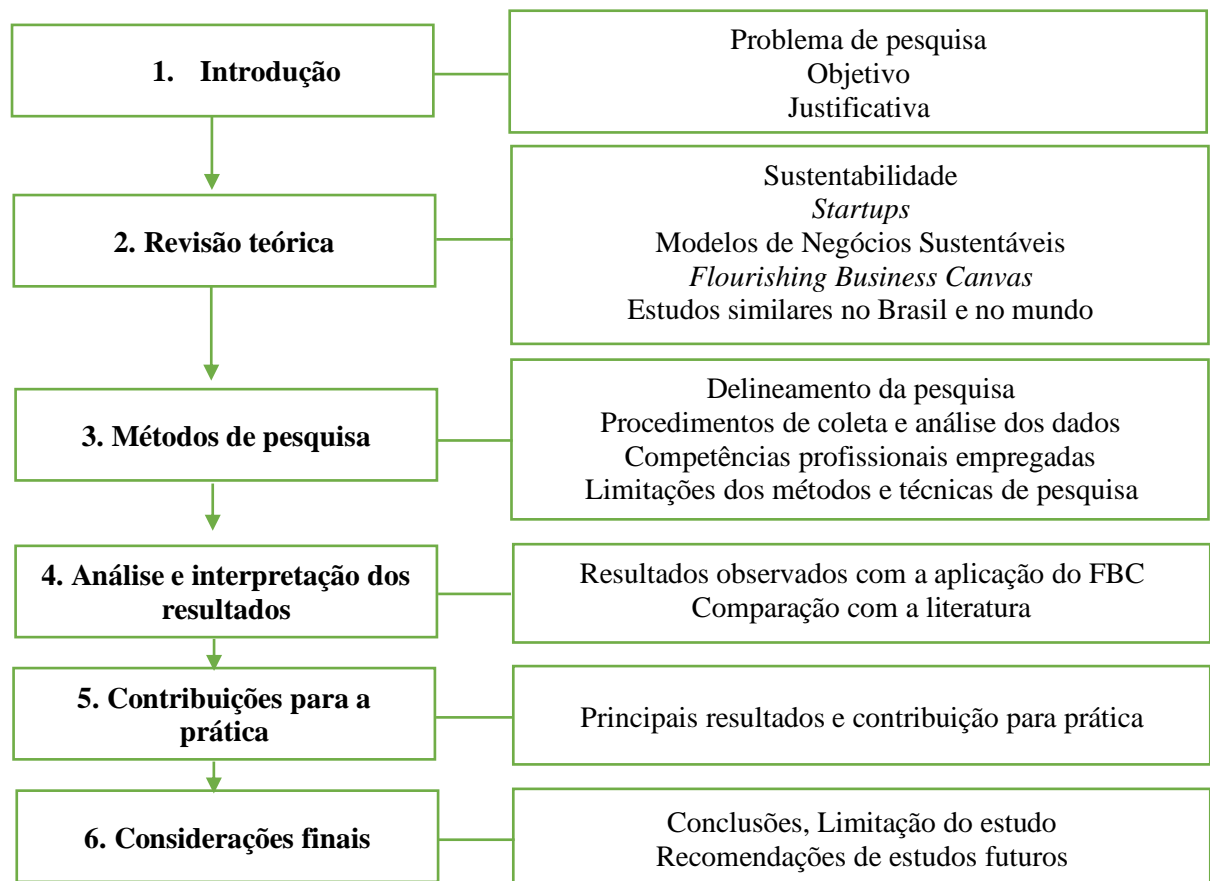 1. Introdução
Problema de pesquisa
Objetivo
Justificativa
2. Revisão teórica
Sustentabilidade
Startups
Modelos de Negócios Sustentáveis
Flourishing Business Canvas
Estudos similares no Brasil e no mundo
3. Métodos de pesquisa
Delineamento da pesquisa
Procedimentos de coleta e análise dos dados
Competências profissionais empregadas
Limitações dos métodos e técnicas de pesquisa
4. Análise e interpretação dos
resultados
Resultados observados com a aplicação do FBC
Comparação com a literatura
5. Contribuições para a
prática
Principais resultados e contribuição para prática
6. Considerações finais
Conclusões, Limitação do estudo
Recomendações de estudos futuros